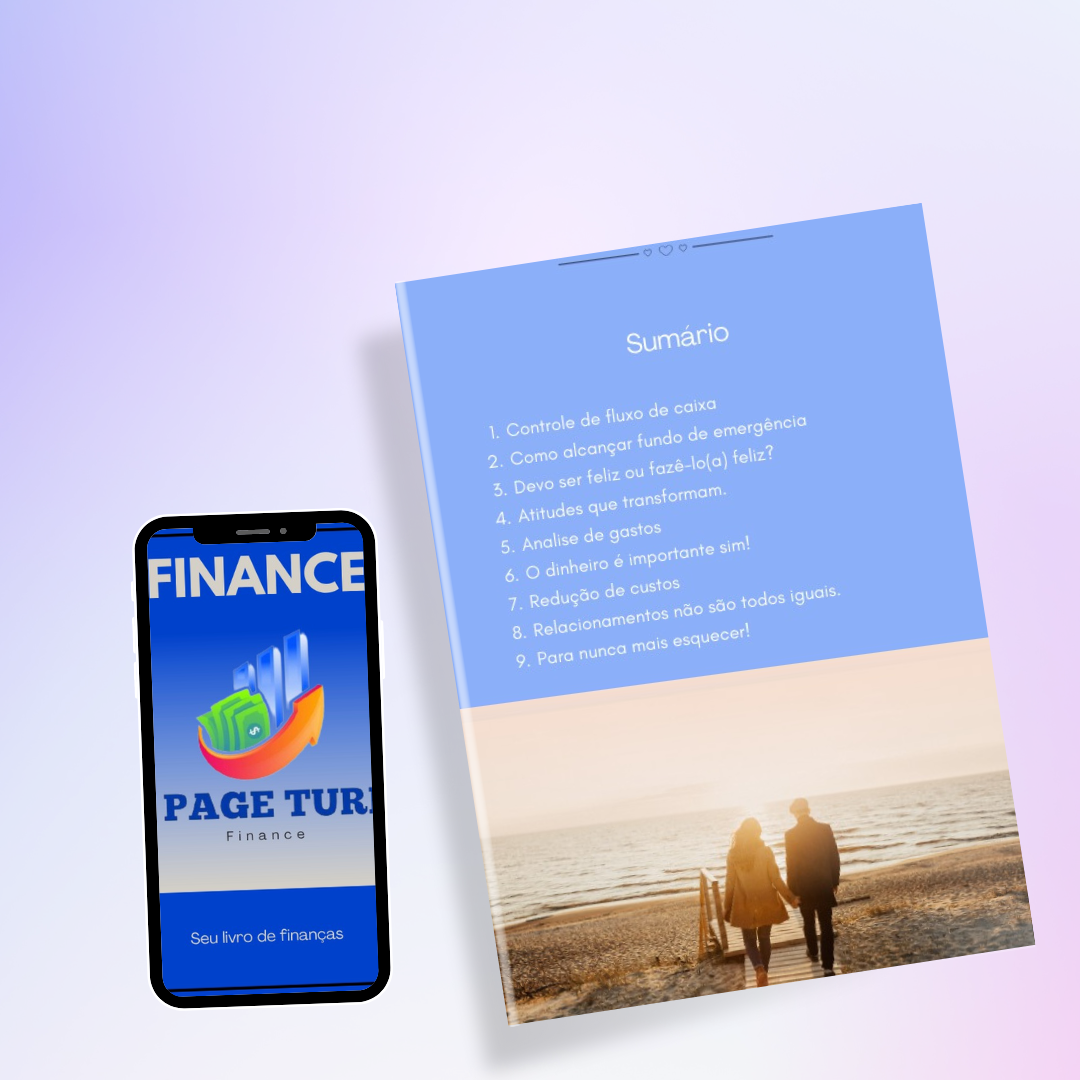 Sumário
1. Controle de fluxo de caixa
2. Como alcançar fundo de emergência
3. Devo ser feliz ou fazê-lo(a) feliz?
4. Atitudes que transformam.
5. Analise de gastos
6. O dinheiro é importante sim!
7. Redução de custos
8. Relacionamentos não são todos iguais.
9. Para nunca mais esquecer!
FINANCE
$
PAGE
Finance
Seu livro de finanças